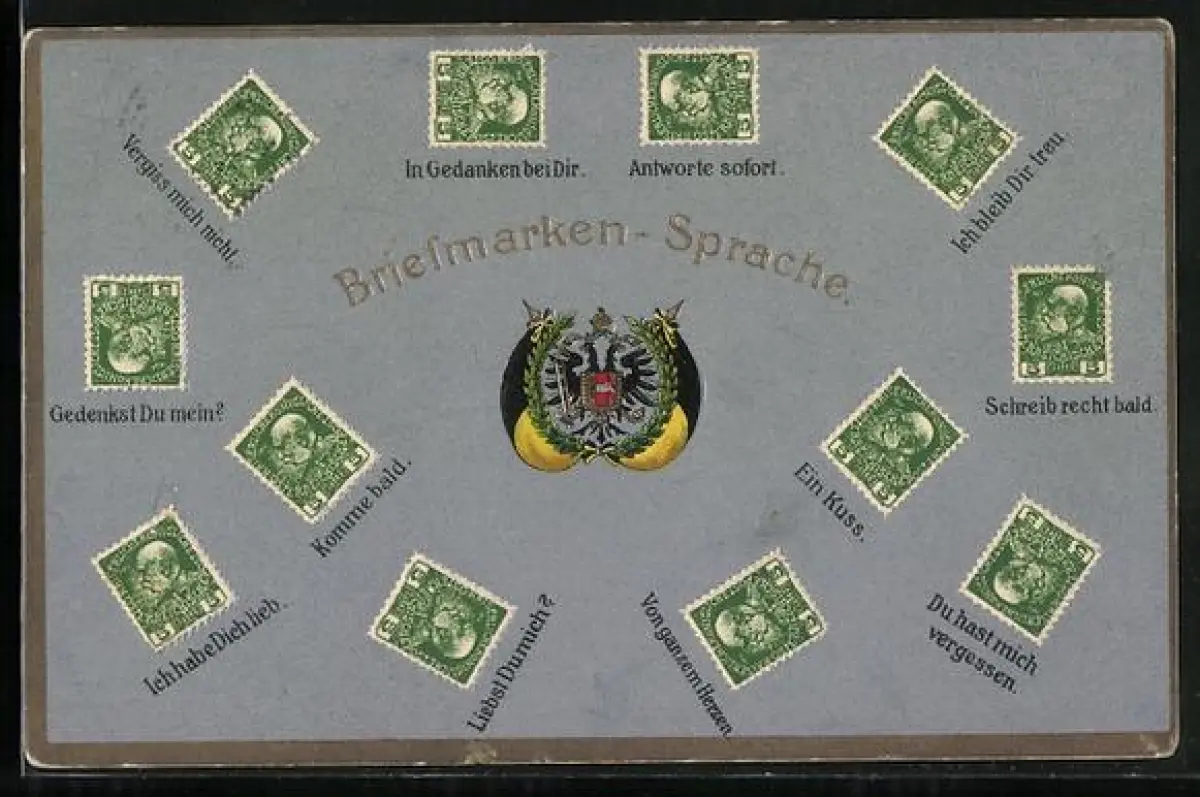 In Gedanken bei Dir.
Antworte sofort.
Vergiss mich nicht.
Ich bleib Dir treu.
Briefmarken-Sprache.
Gedenkst Du mein?
Schreib recht bald.
Komme bald.
Ein Kuss.
Ich habe Dich lieb.
Liebst Du mich?
Von ganzem Herzen
Du hast mich
vergessen.